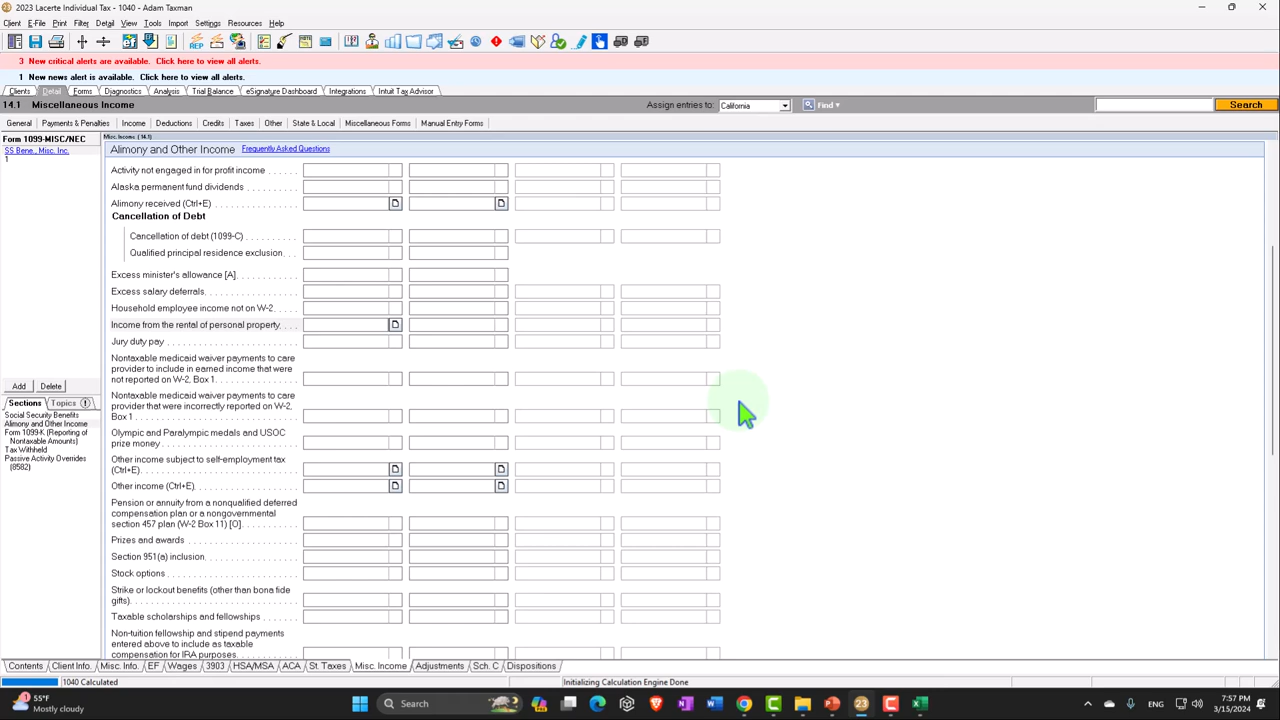 2023 Lacerte Individual Tax - 1040 - Adam Taxman
Client E-File Print Filter Detail View Tools Import Settings Resources Help
3 New critical alerts are available. Click here to view all alerts.
1 New news alert is available. Click here to view all alerts.
Clients Detail Forms Diagnostics Analysis Trial Balance eSignature Dashboard Integrations Intuit Tax Advisor
14.1 Miscellaneous Income Assign entries to: California Find Search
General Payments & Penalties Income Deductions Credits Taxes Other State & Local Miscellaneous Forms Manual Entry Forms
Form 1099-MISC/NEC
SS Bene., Misc. Inc.
1
Add Delete
Sections Topics
Social Security Benefits
Alimony and Other Income
Form 1099-K (Reporting of
Nontaxable Amounts)
Tax Withheld
Passive Activity Overrides
(8582)
Misc. Income (14.1)
Alimony and Other Income Frequently Asked Questions
Activity not engaged in for profit income
Alaska permanent fund dividends
Alimony received (Ctrl+E)
Cancellation of Debt
Cancellation of debt (1099-C)
Qualified principal residence exclusion
Excess minister's allowance [A]
Excess salary deferrals
Household employee income not on W-2
Income from the rental of personal property
Jury duty pay
Nontaxable medicaid waiver payments to care
provider to include in earned income that were
not reported on W-2, Box 1
Nontaxable medicaid waiver payments to care
provider that were incorrectly reported on W-2,
Box 1
Olympic and Paralympic medals and USOC
prize money
Other income subject to self-employment tax
(Ctrl+E)
Other income (Ctrl+E)
Pension or annuity from a nonqualified deferred
compensation plan or a nongovernmental
section 457 plan (W-2 Box 11) [O]
Prizes and awards
Section 951(a) inclusion
Stock options
Strike or lockout benefits (other than bona fide
gifts)
Taxable scholarships and fellowships
Non-tuition fellowship and stipend payments
entered above to include as taxable
compensation for IRA purposes
Contents Client Info. Misc. Info. EF Wages 3903 HSA/MSA ACA St. Taxes Misc. Income Adjustments Sch. C Dispositions
1040 Calculated Initializing Calculation Engine Done
55°F
Mostly cloudy
Search
ENG
7:57 PM
3/15/2024